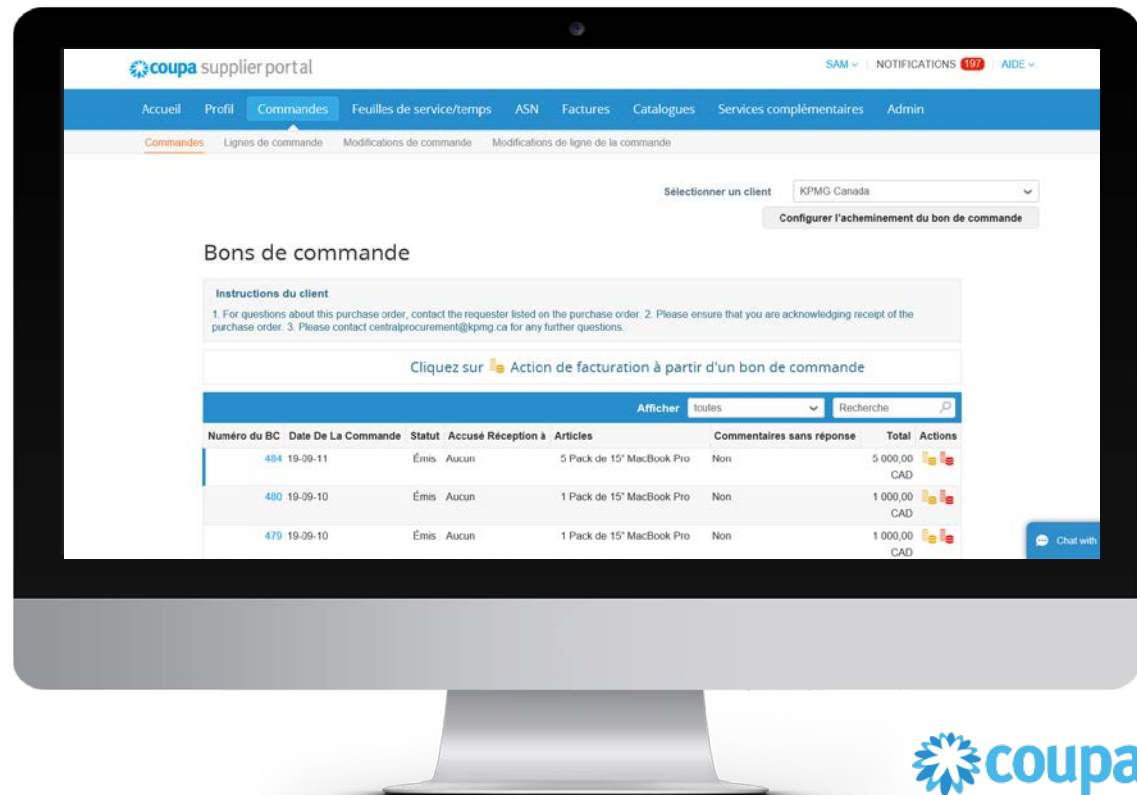 coupa supplier portal
SAM NOTIFICATIONS 197 AIDE
Accueil Profil Commandes Feuilles de service/temps ASN Factures Catalogues Services complémentaires Admin
Commandes Lignes de commande Modifications de commande Modifications de ligne de la commande
Sélectionner un client KPMG Canada
Configurer l'acheminement du bon de commande
Bons de commande
Instructions du client
1. For questions about this purchase order, contact the requester listed on the purchase order. 2. Please ensure that you are acknowledging receipt of the
purchase order. 3. Please contact centralprocurement@kpmg.ca for any further questions.
Cliquez sur Action de facturation à partir d'un bon de commande
Afficher toutes Recherche
Numéro du BC Date De La Commande Statut Accusé Réception à Articles Commentaires sans réponse Total Actions
484 19-09-11 Émis Aucun 5 Pack de 15" MacBook Pro Non 5 000,00
CAD
480 19-09-10 Émis Aucun 1 Pack de 15" MacBook Pro Non 1 000,00
CAD
479 19-09-10 Émis Aucun 1 Pack de 15" MacBook Pro Non 1 000,00
CAD
Chat with
coupa